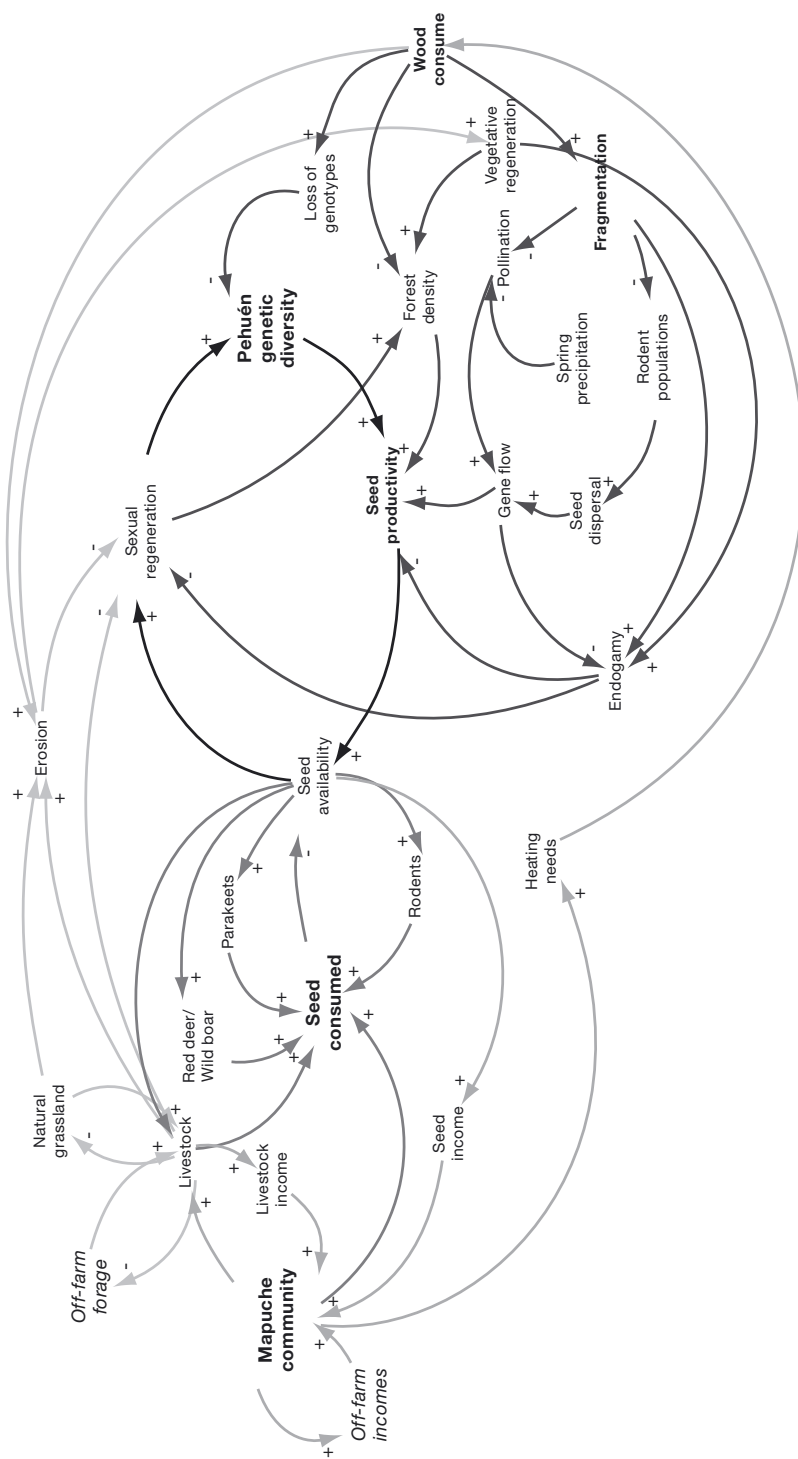 Off-farm
forage
Natural
grassland
Erosion
Sexual
regeneration
Livestock
Red deer/
Wild boar
Parakeets
Livestock
income
Mapuche
community
Off-farm
incomes
Seed
consumed
Seed
availability
Rodents
Seed
income
Heating
needs
Pehuén
genetic
diversity
Loss of
genotypes
Wood
consume
Seed
productivity
Forest
density
Vegetative
regeneration
Gene flow
Pollination
Spring
precipitation
Seed
dispersal
Rodent
populations
Fragmentation
Endogamy